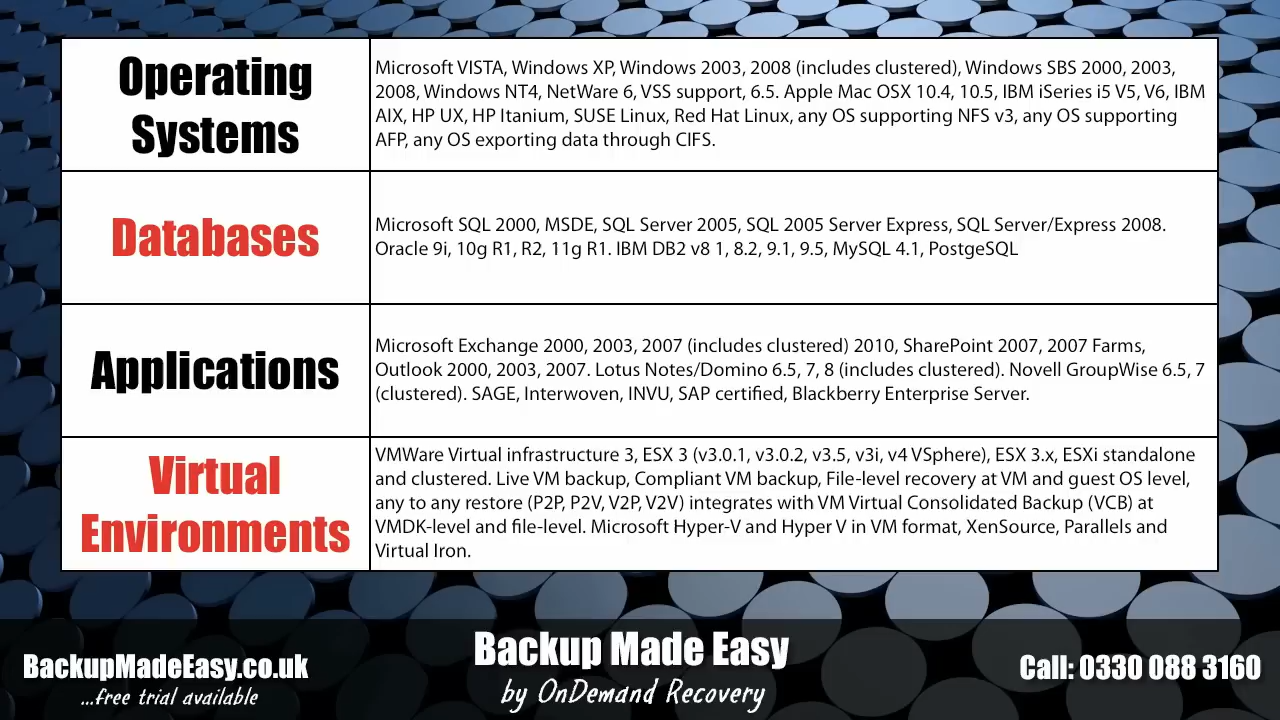 Operating
Systems
Microsoft VISTA, Windows XP, Windows 2003, 2008 (includes clustered), Windows SBS 2000, 2003,
2008, Windows NT4, NetWare 6, VSS support, 6.5. Apple Mac OSX 10.4, 10.5, IBM iSeries i5 V5, V6, IBM
AIX, HP UX, HP Itanium, SUSE Linux, Red Hat Linux, any OS supporting NFS v3, any OS supporting
AFP, any OS exporting data through CIFS.
Databases
Microsoft SQL 2000, MSDE, SQL Server 2005, SQL 2005 Server Express, SQL Server/Express 2008.
Oracle 9i, 10g R1, R2, 11g R1. IBM DB2 v8 1, 8.2, 9.1, 9.5, MySQL 4.1, PostgeSQL
Applications
Microsoft Exchange 2000, 2003, 2007 (includes clustered) 2010, SharePoint 2007, 2007 Farms,
Outlook 2000, 2003, 2007. Lotus Notes/Domino 6.5, 7, 8 (includes clustered). Novell GroupWise 6.5, 7
(clustered). SAGE, Interwoven, INVU, SAP certified, Blackberry Enterprise Server.
Virtual
Environments
VMWare Virtual infrastructure 3, ESX 3 (v3.0.1, v3.0.2, v3.5, v3i, v4 VSphere), ESX 3.x, ESXi standalone
and clustered. Live VM backup, Compliant VM backup, File-level recovery at VM and guest OS level,
any to any restore (P2P, P2V, V2P, V2V) integrates with VM Virtual Consolidated Backup (VCB) at
VMDK-level and file-level. Microsoft Hyper-V and Hyper V in VM format, XenSource, Parallels and
Virtual Iron.
BackupMadeEasy.co.uk
...free trial available
Backup Made Easy
by OnDemand Recovery
Call: 0330 088 3160